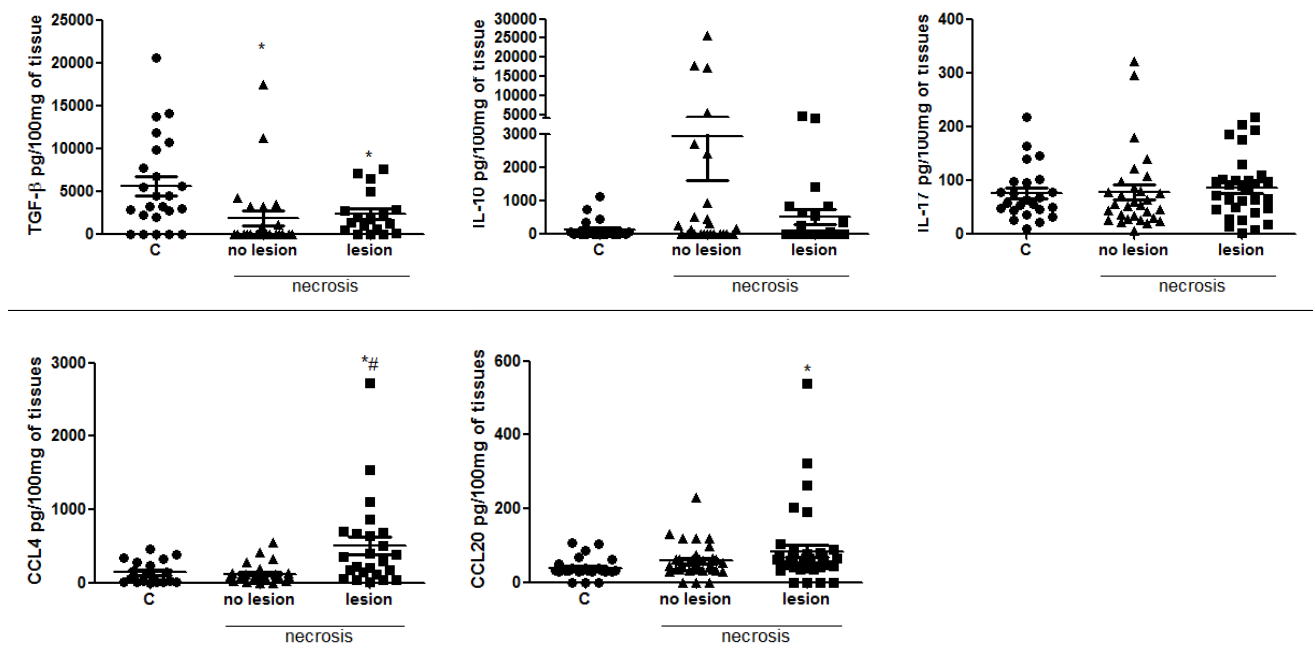 TGF-β pg/100mg of tissue
25000
20000
15000
10000
5000
0
*
*
C
no lesion
lesion
necrosis
IL-10 pg/100mg of tissue
30000
25000
20000
15000
10000
5000
3000
2000
1000
0
C
no lesion
lesion
necrosis
IL-17 pg/100mg of tissues
400
300
200
100
0
C
no lesion
lesion
necrosis
CCL4 pg/100mg of tissues
3000
2000
1000
0
*#
C
no lesion
lesion
necrosis
CCL20 pg/100mg of tissues
600
400
200
0
*
C
no lesion
lesion
necrosis